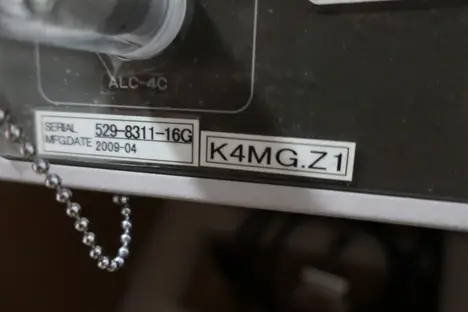 ALC-4C
SERIAL 529-8311-16G
MFG.DATE 2009-04
K4MG.Z1